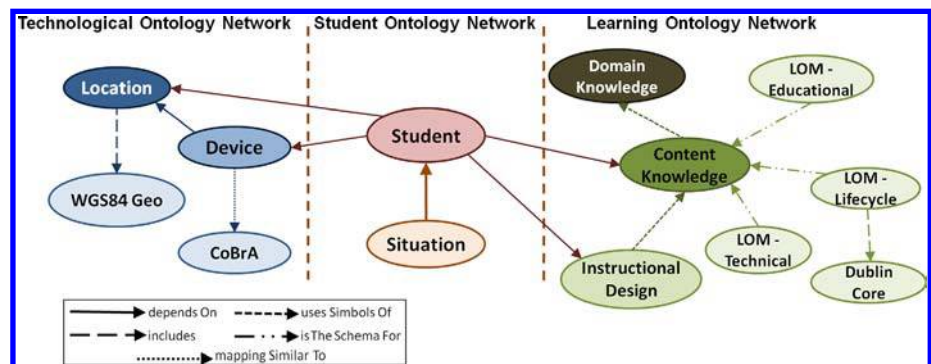 Technological Ontology Network
Student Ontology Network
Learning Ontology Network
Location
Device
WGS84 Geo
CoBrA
Student
Situation
Domain
Knowledge
LOM -
Educational
Content
Knowledge
LOM -
Lifecycle
LOM -
Technical
Instructional
Design
Dublin
Core
depends On
uses Simbols Of
includes
is The Schema For
mapping Similar To